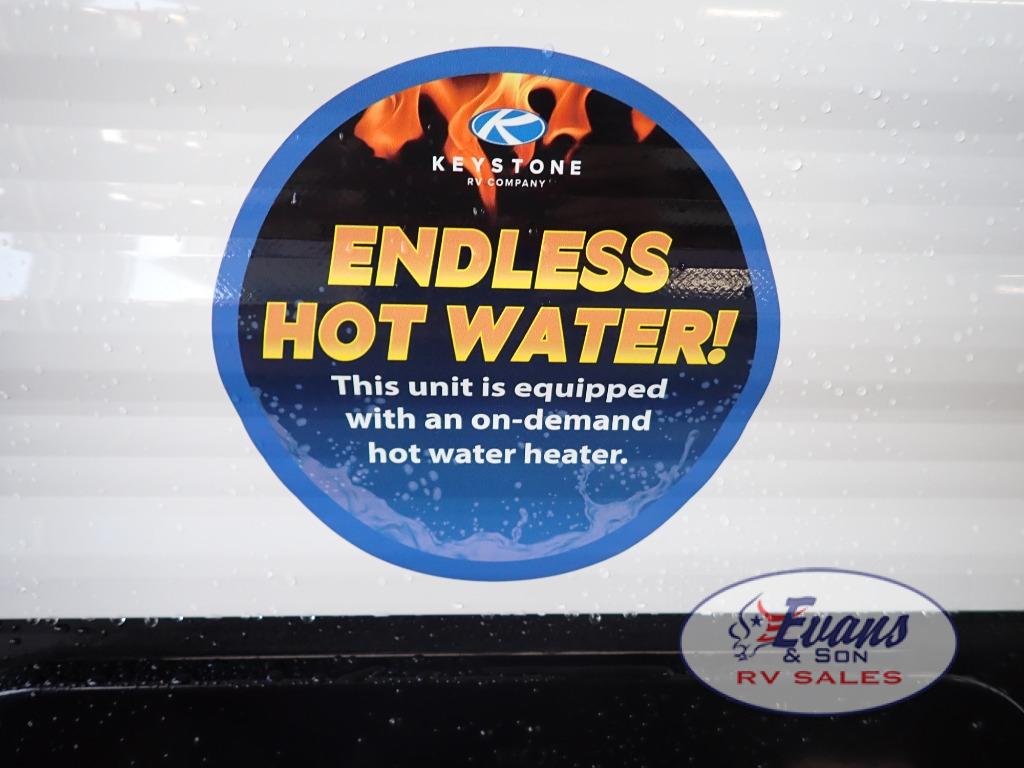 K
KEYSTONE
RV COMPANY
ENDLESS
HOT WATER!
This unit is equipped
with an on-demand
hot water heater.
Evans
& SON
RV SALES